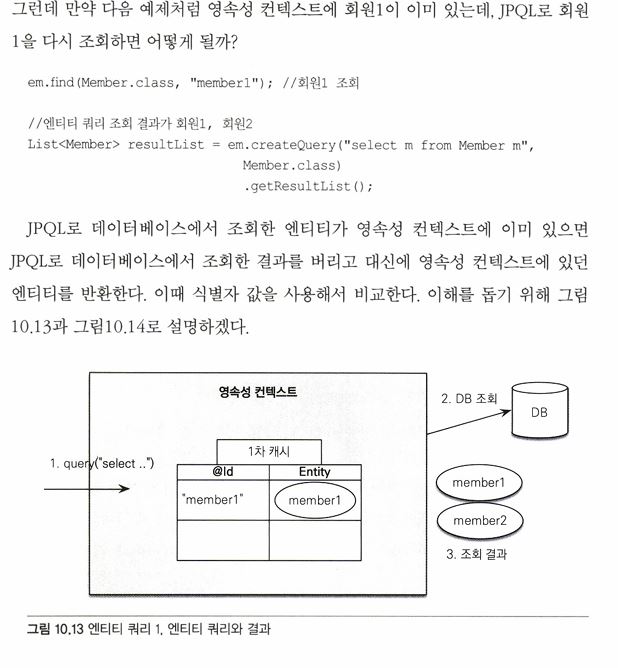 그런데 만약 다음 예제처럼 영속성 컨텍스트에 회원1이 이미 있는데, JPQL로 회원
1을 다시 조회하면 어떻게 될까?
em.find(Member.class, "member1"); //회원1 조회
//엔티티 쿼리 조회 결과가 회원1, 회원2
List<Member> resultList = em.createQuery("select m from Member m",
Member.class)
.getResultList();
JPQL로 데이터베이스에서 조회한 엔티티가 영속성 컨텍스트에 이미 있으면
JPQL로 데이터베이스에서 조회한 결과를 버리고 대신에 영속성 컨텍스트에 있던
엔티티를 반환한다. 이때 식별자 값을 사용해서 비교한다. 이해를 돕기 위해 그림
10.13과 그림10.14로 설명하겠다.
영속성 컨텍스트
2. DB 조회
DB
1차 캐시
1. query("select ..")
@Id Entity
"member1" member1
member1
member2
3. 조회 결과
그림 10.13 엔티티 쿼리 1, 엔티티 쿼리와 결과